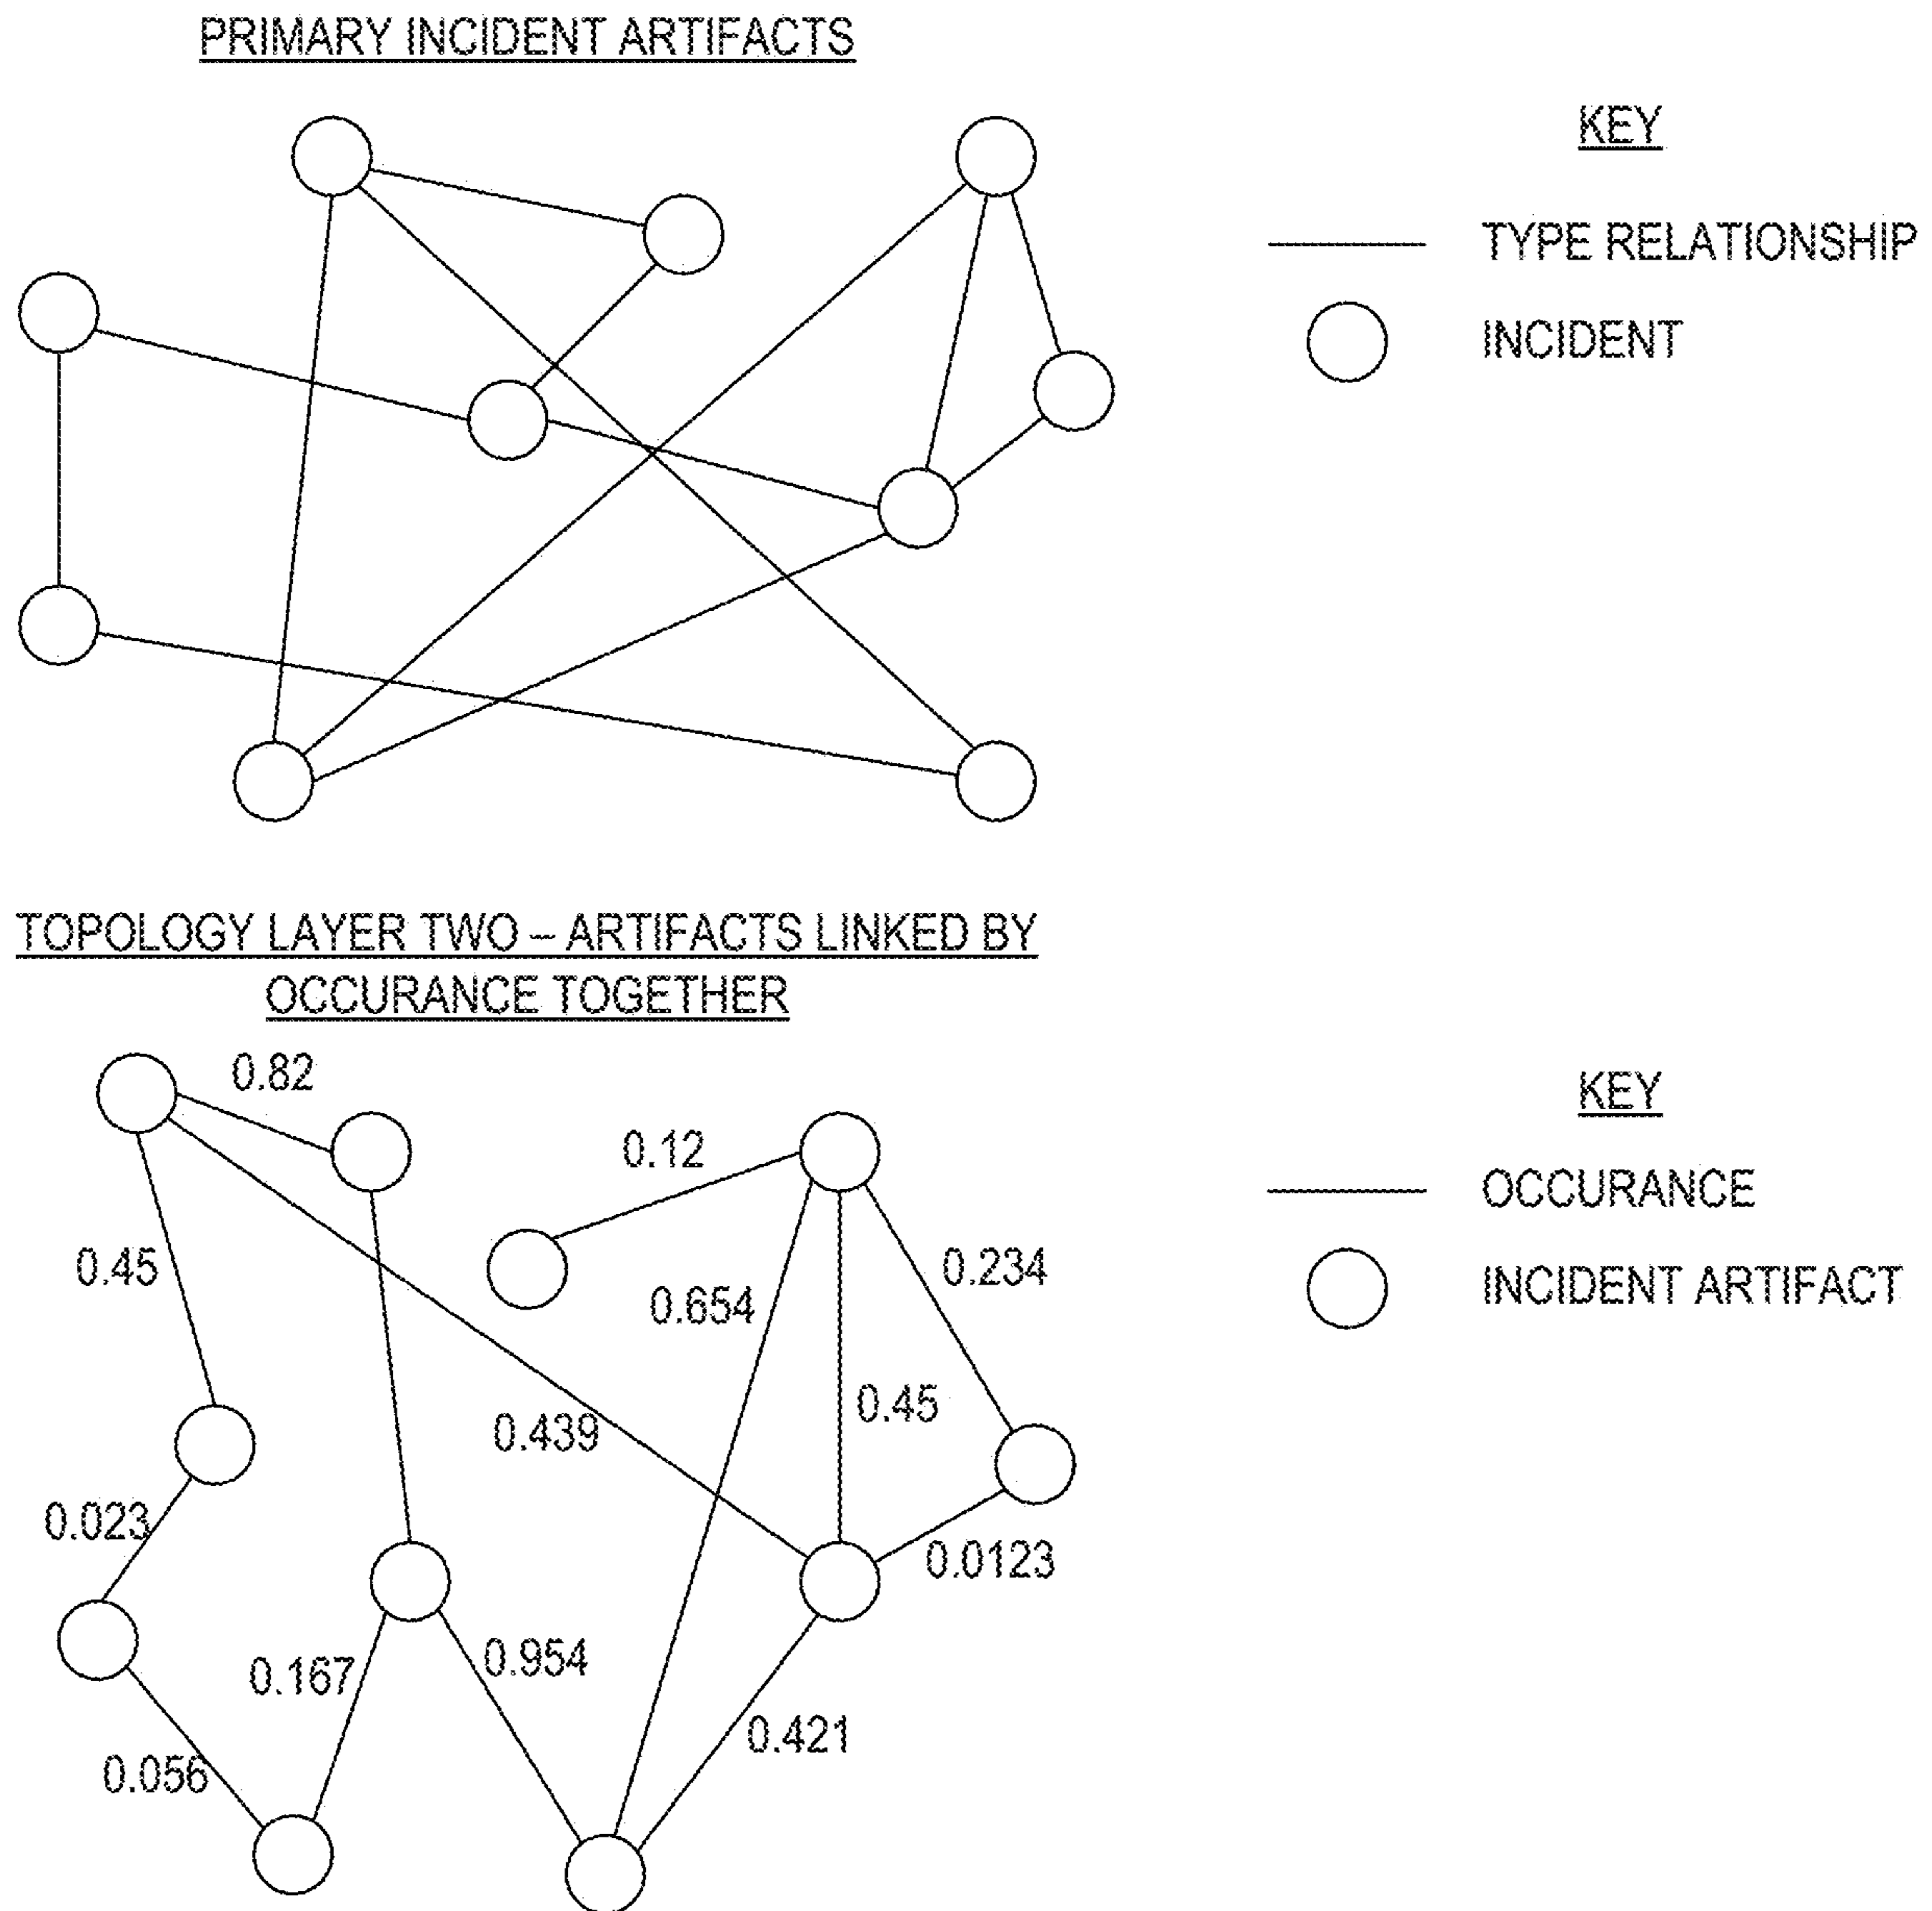 PRIMARY INCIDENT ARTIFACTS
KEY
TYPE RELATIONSHIP
INCIDENT
TOPOLOGY LAYER TWO – ARTIFACTS LINKED BY
OCCURANCE TOGETHER
KEY
OCCURANCE
INCIDENT ARTIFACT
0.82
0.12
0.45
0.234
0.654
0.45
0.439
0.023
0.0123
0.167
0.954
0.421
0.056